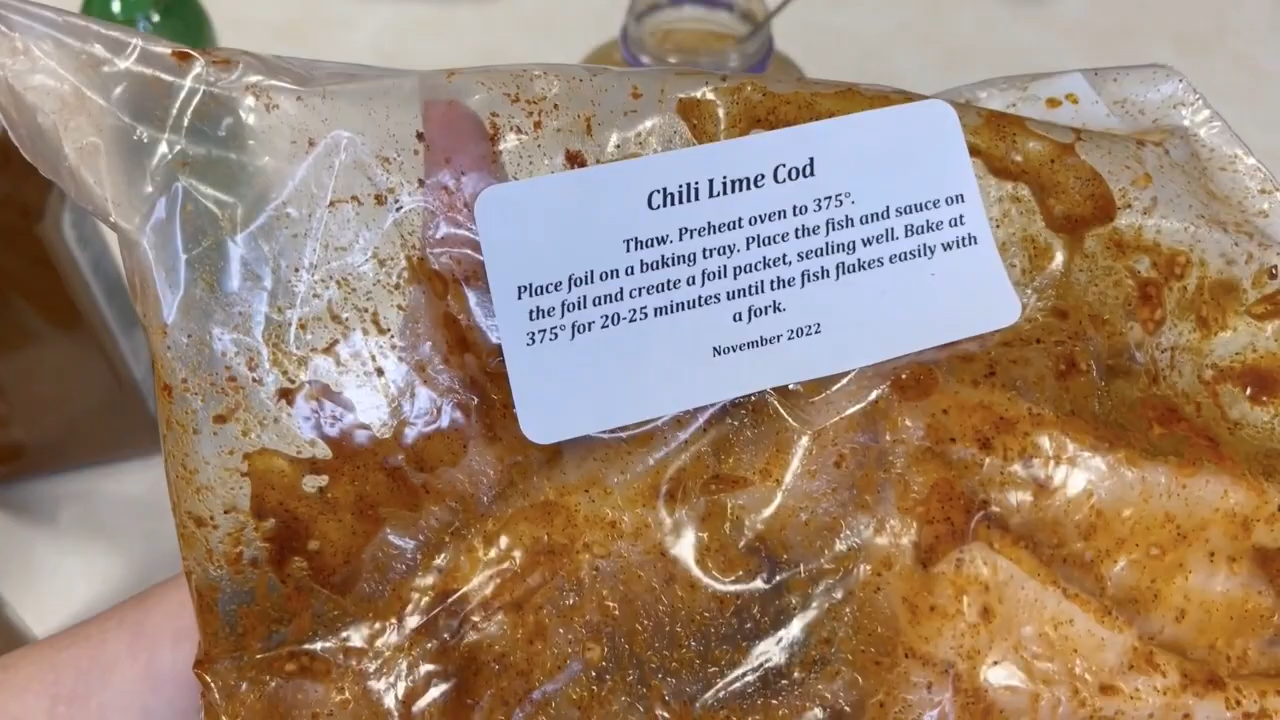 Chili Lime Cod
Thaw. Preheat oven to 375°.
Place foil on a baking tray. Place the fish and sauce on
the foil and create a foil packet, sealing well. Bake at
375° for 20-25 minutes until the fish flakes easily with
a fork.
November 2022